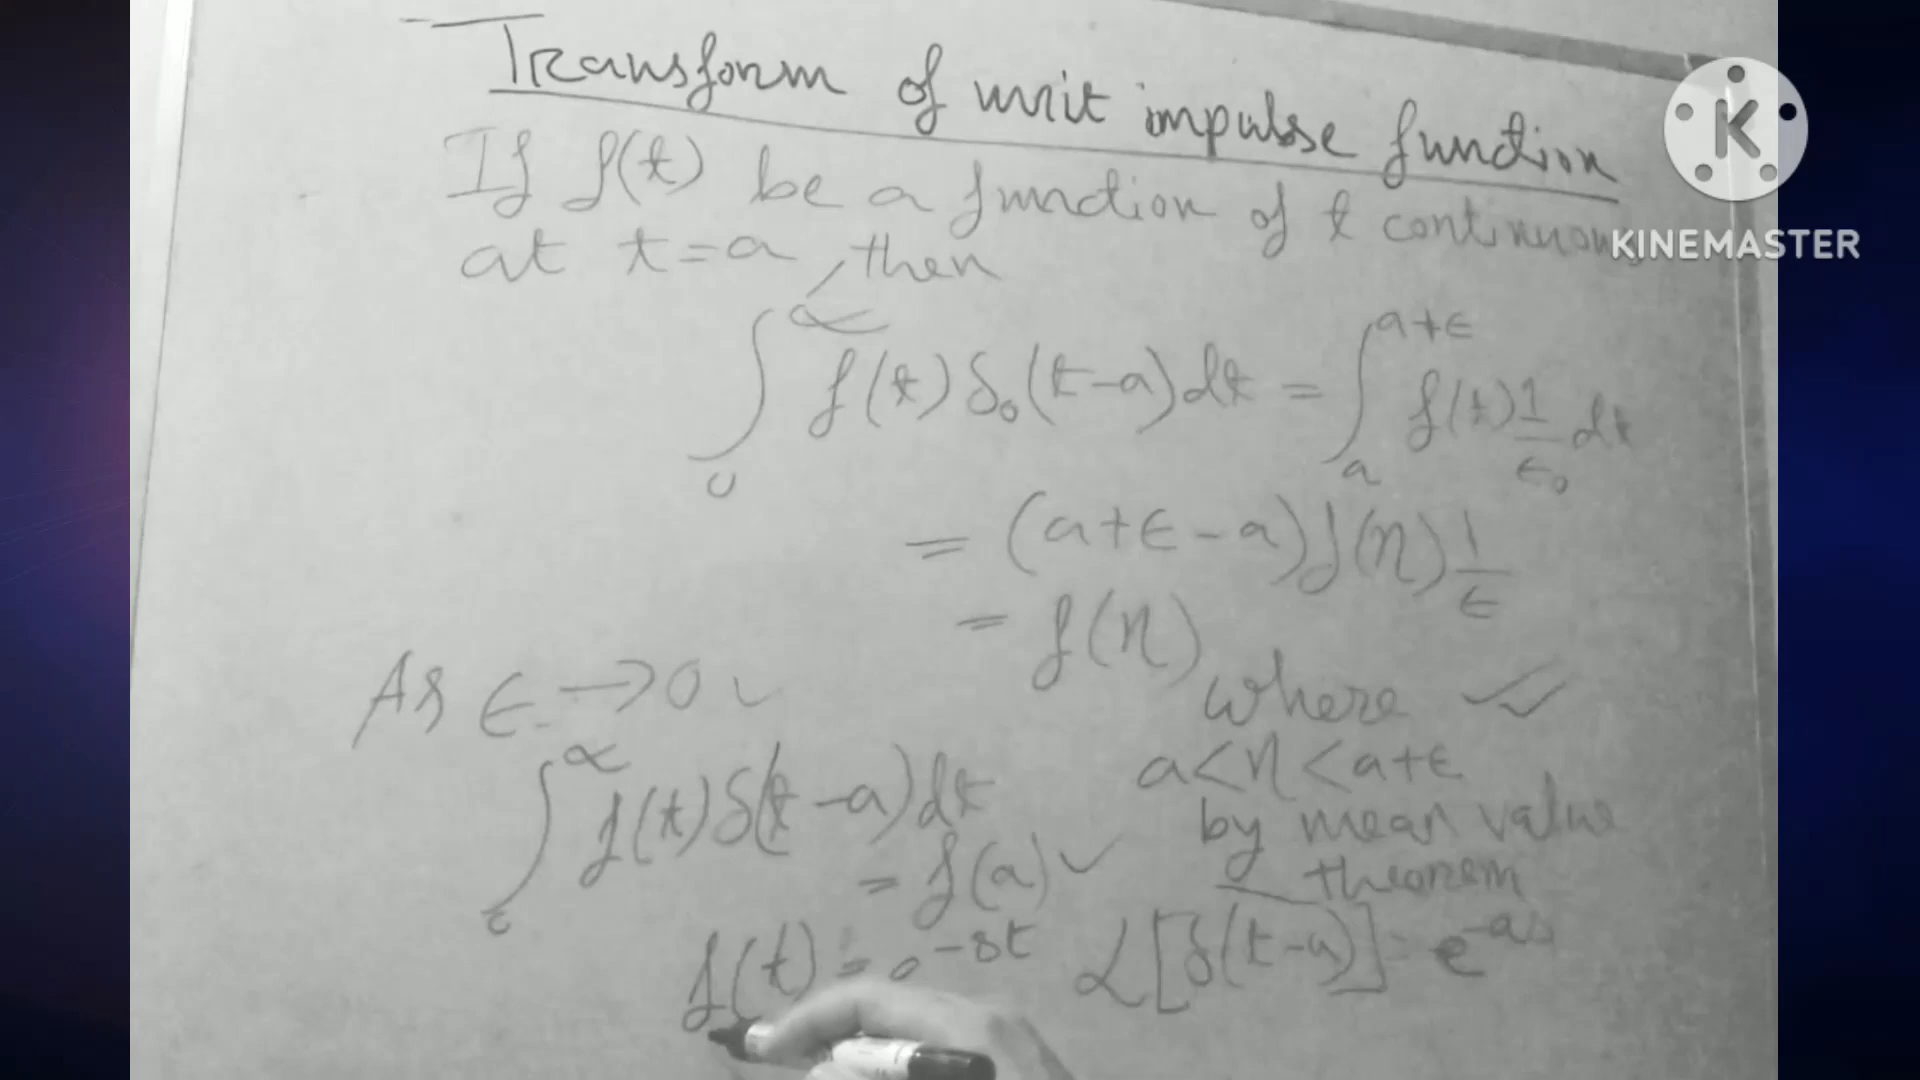 Transform of unit impulse function
If f(t) be a function of t continuous
at t=a, then
∫₀^∝ f(t) δ₀(t-a)dt = ∫ₐ^(a+ϵ) f(t) 1/ϵ₀ dt
= (a+ϵ-a) f(η) 1/ϵ
= f(η)
As ϵ → 0 ✓
where ✓✓
a<η<a+ϵ
by mean value
theorem
∫^∝ f(t) δ(t-a)dt
= f(a) ✓
f(t) = e^(-st) L[δ(t-a)] = e^(-as)
K
KINEMASTER